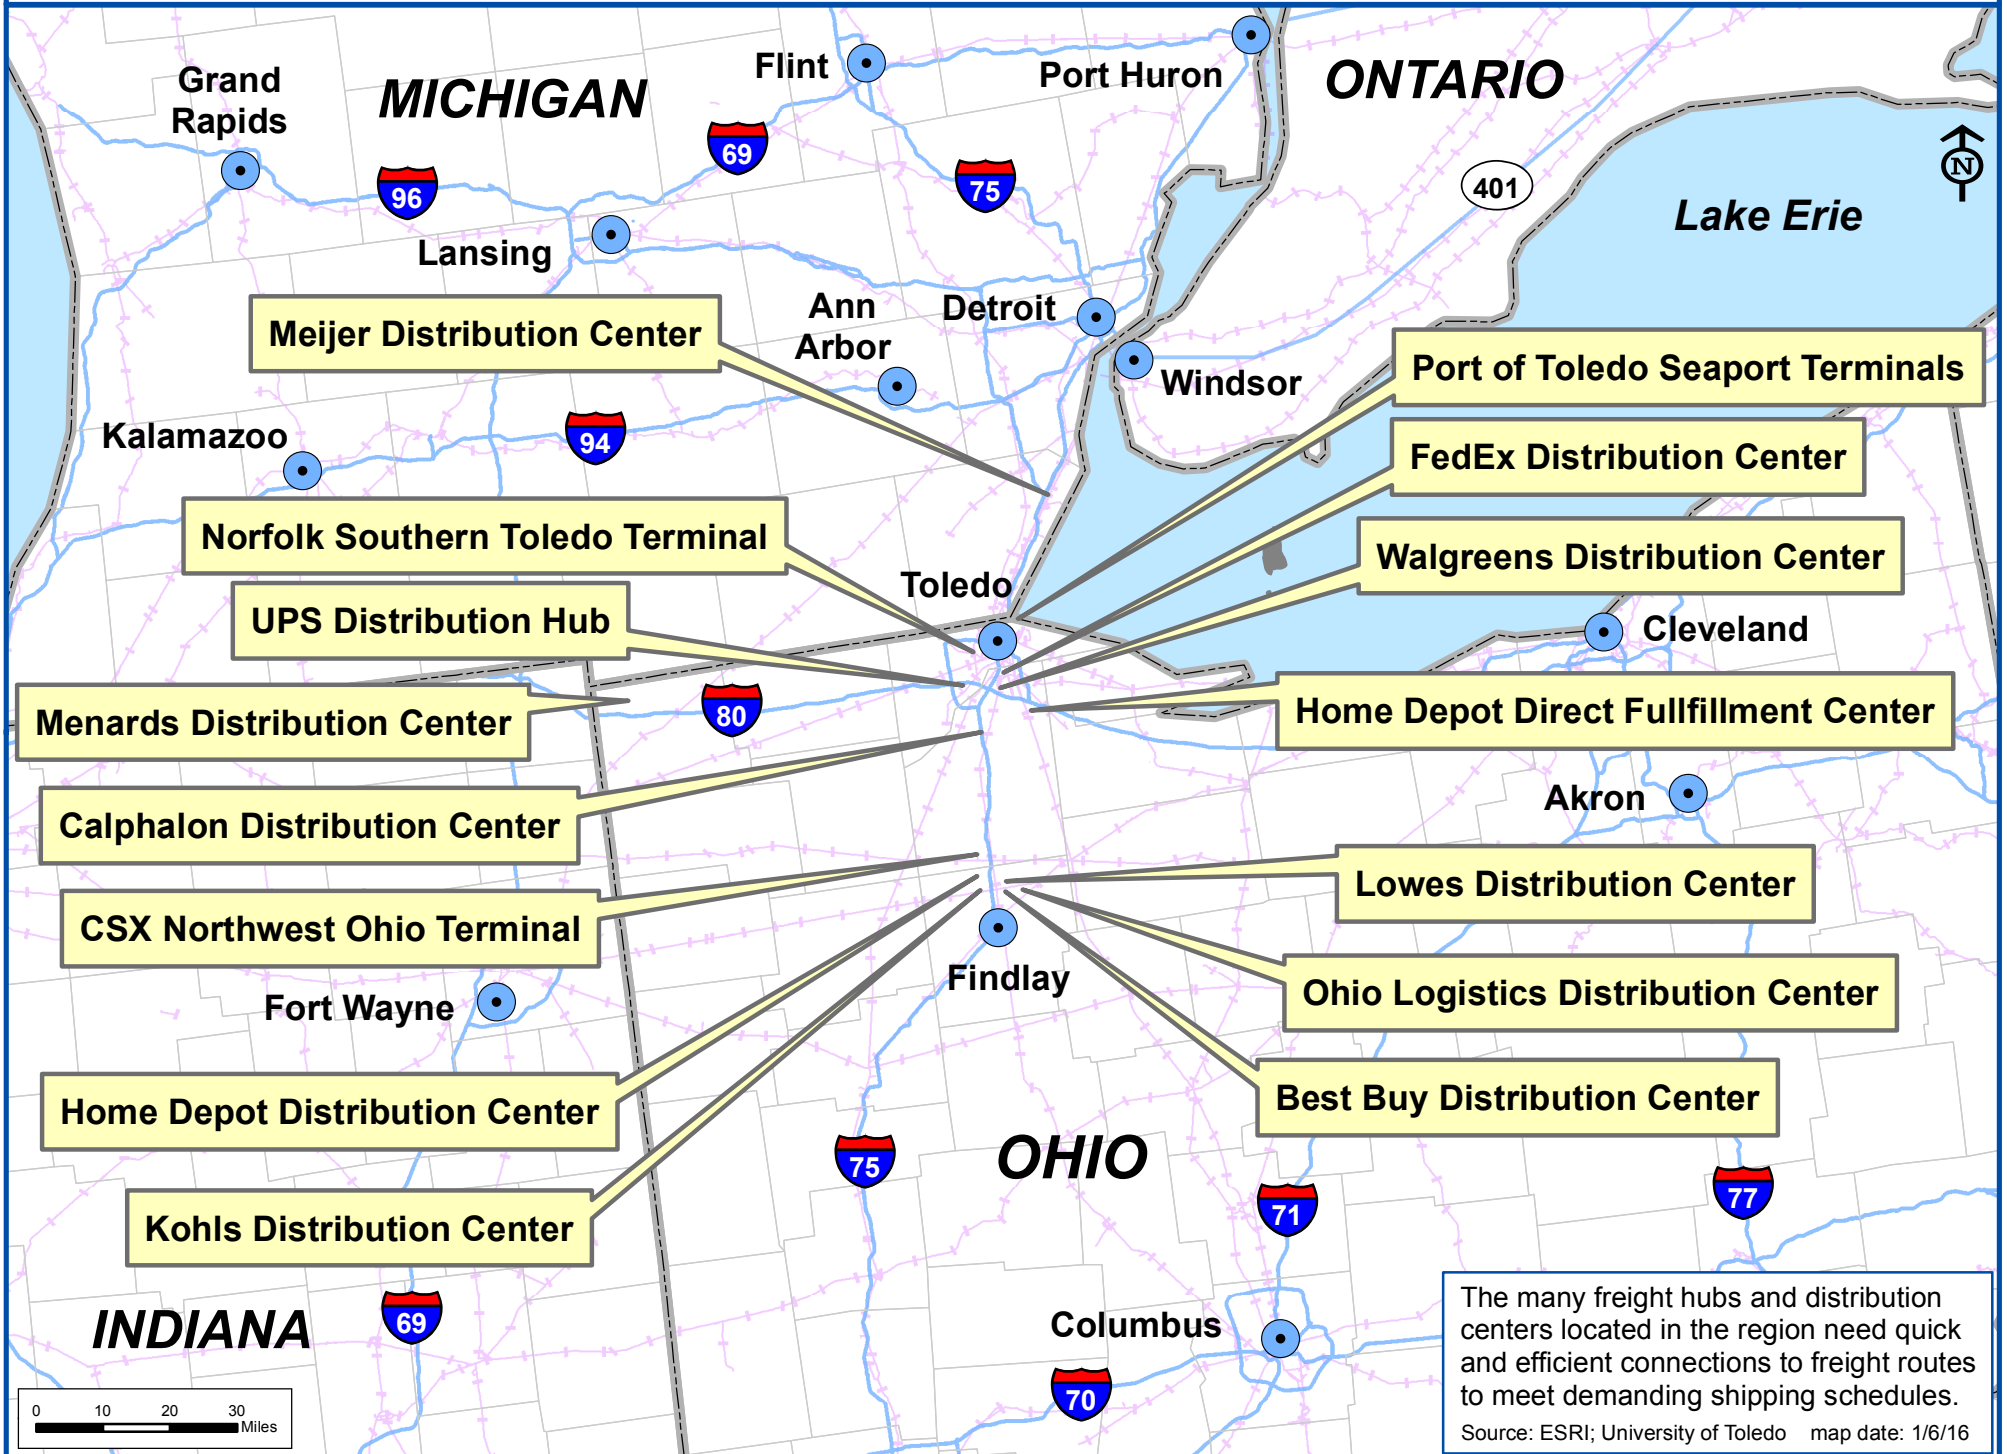 Grand
Rapids
MICHIGAN
Flint
Port Huron
ONTARIO
69
96
75
401
N
Lansing
Lake Erie
Meijer Distribution Center
Ann
Arbor
Detroit
Windsor
Port of Toledo Seaport Terminals
Kalamazoo
94
FedEx Distribution Center
Norfolk Southern Toledo Terminal
Walgreens Distribution Center
Toledo
UPS Distribution Hub
Cleveland
Menards Distribution Center
80
Home Depot Direct Fullfillment Center
Calphalon Distribution Center
Akron
Lowes Distribution Center
CSX Northwest Ohio Terminal
Findlay
Ohio Logistics Distribution Center
Fort Wayne
Home Depot Distribution Center
Best Buy Distribution Center
75
OHIO
71
77
Kohls Distribution Center
INDIANA
69
Columbus
70
The many freight hubs and distribution
centers located in the region need quick
and efficient connections to freight routes
to meet demanding shipping schedules.
Source: ESRI; University of Toledo map date: 1/6/16
0 10 20 30
Miles